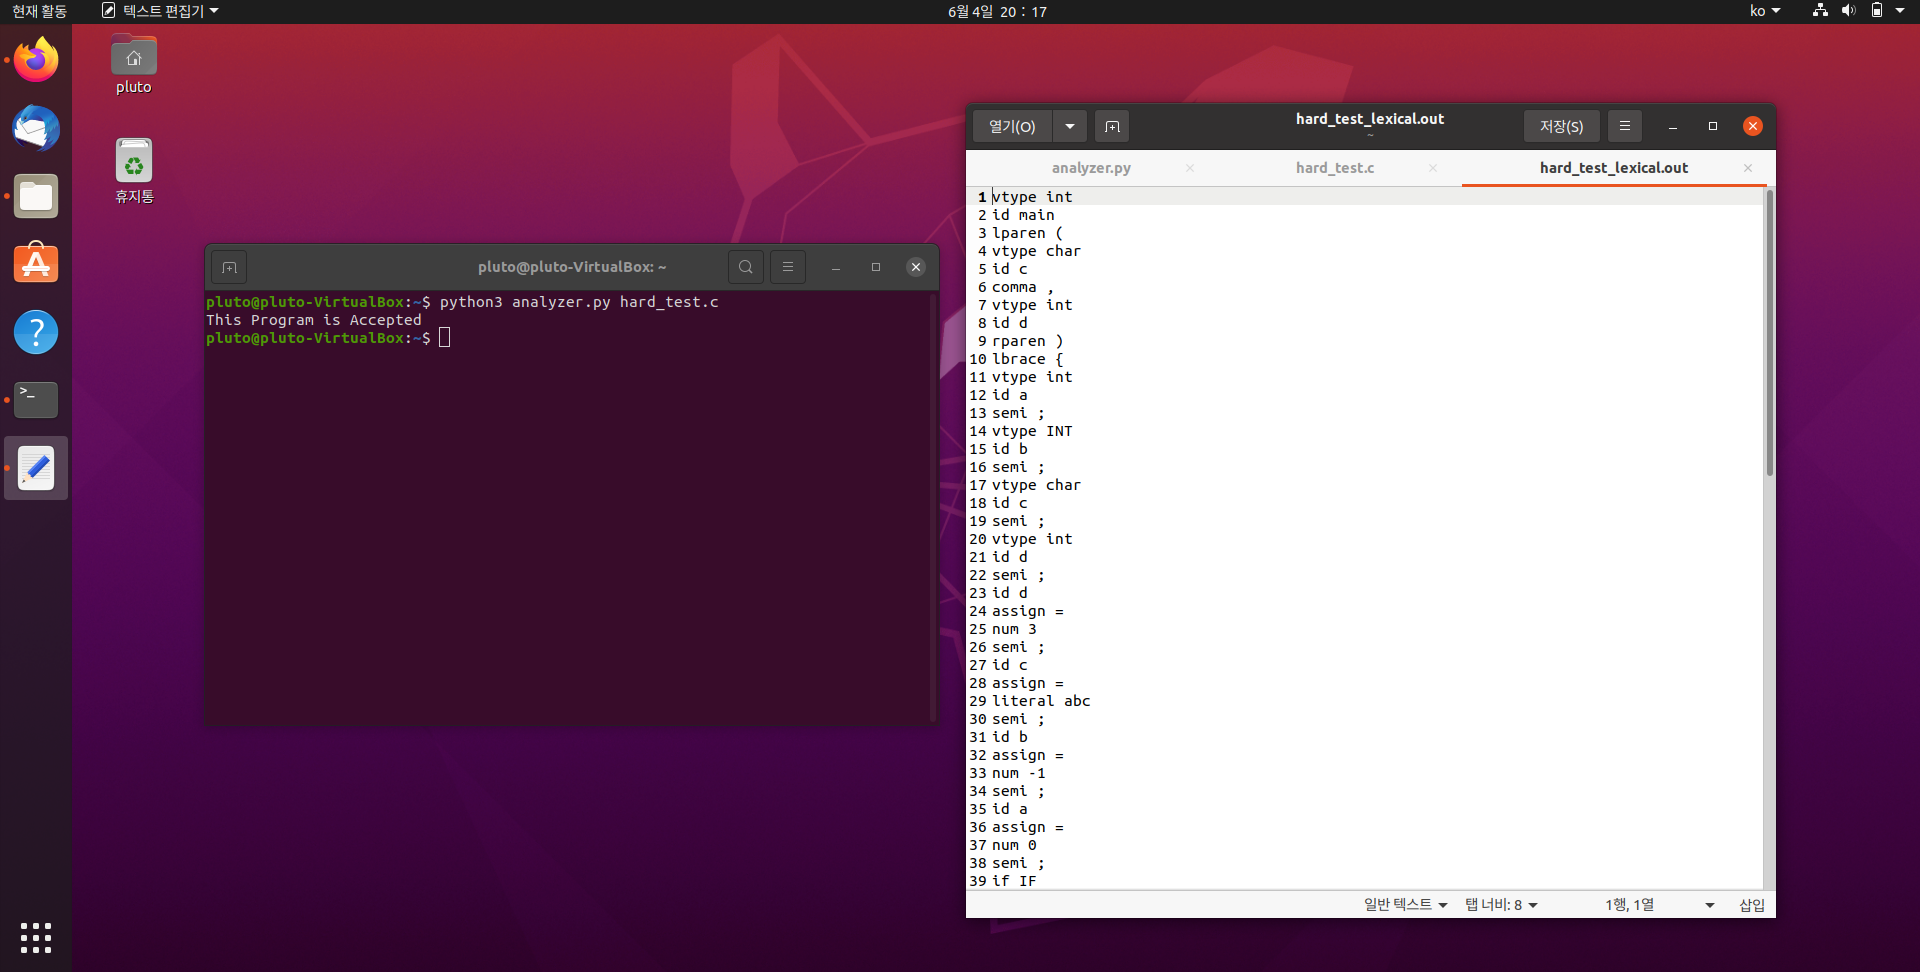 현재 활동
텍스트 편집기
6월 4일 20 : 17
ko
pluto
휴지통
pluto@pluto-VirtualBox: ~
pluto@pluto-VirtualBox:~$ python3 analyzer.py hard_test.c
This Program is Accepted
pluto@pluto-VirtualBox:~$
열기(O)
hard_test_lexical.out
~
저장(S)
analyzer.py
hard_test.c
hard_test_lexical.out
1 vtype int
2 id main
3 lparen (
4 vtype char
5 id c
6 comma ,
7 vtype int
8 id d
9 rparen )
10 lbrace {
11 vtype int
12 id a
13 semi ;
14 vtype INT
15 id b
16 semi ;
17 vtype char
18 id c
19 semi ;
20 vtype int
21 id d
22 semi ;
23 id d
24 assign =
25 num 3
26 semi ;
27 id c
28 assign =
29 literal abc
30 semi ;
31 id b
32 assign =
33 num -1
34 semi ;
35 id a
36 assign =
37 num 0
38 semi ;
39 if IF
일반 텍스트
탭 너비: 8
1행, 1열
삽입